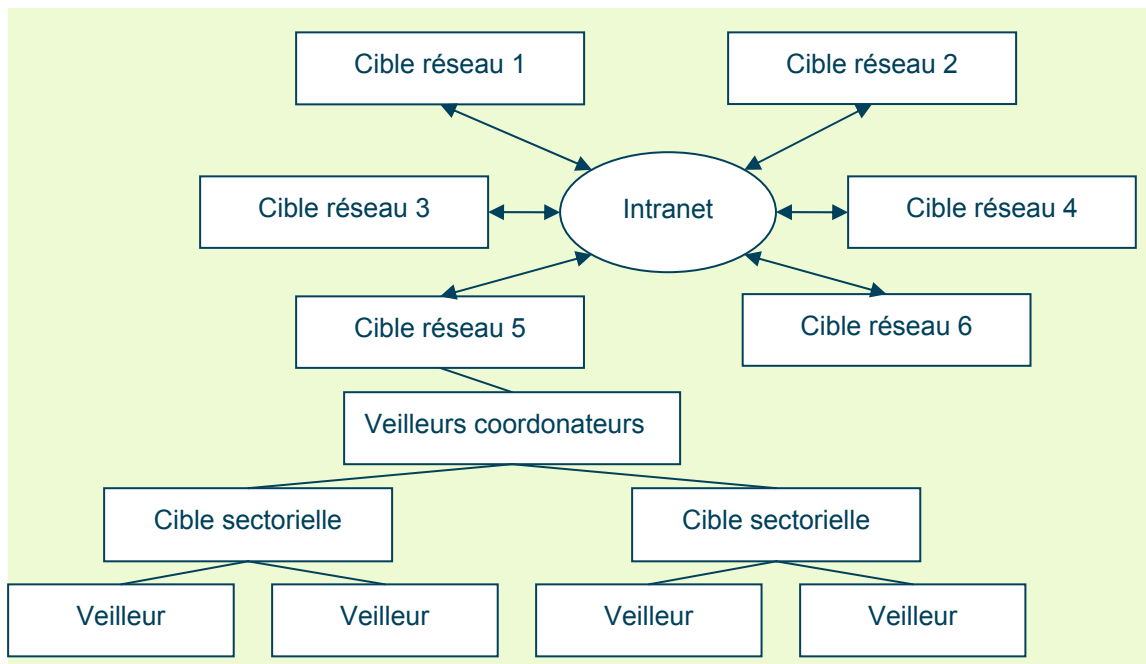 Cible réseau 1
Cible réseau 2
Cible réseau 3
Intranet
Cible réseau 4
Cible réseau 5
Cible réseau 6
Veilleurs coordonateurs
Cible sectorielle
Cible sectorielle
Veilleur
Veilleur
Veilleur
Veilleur